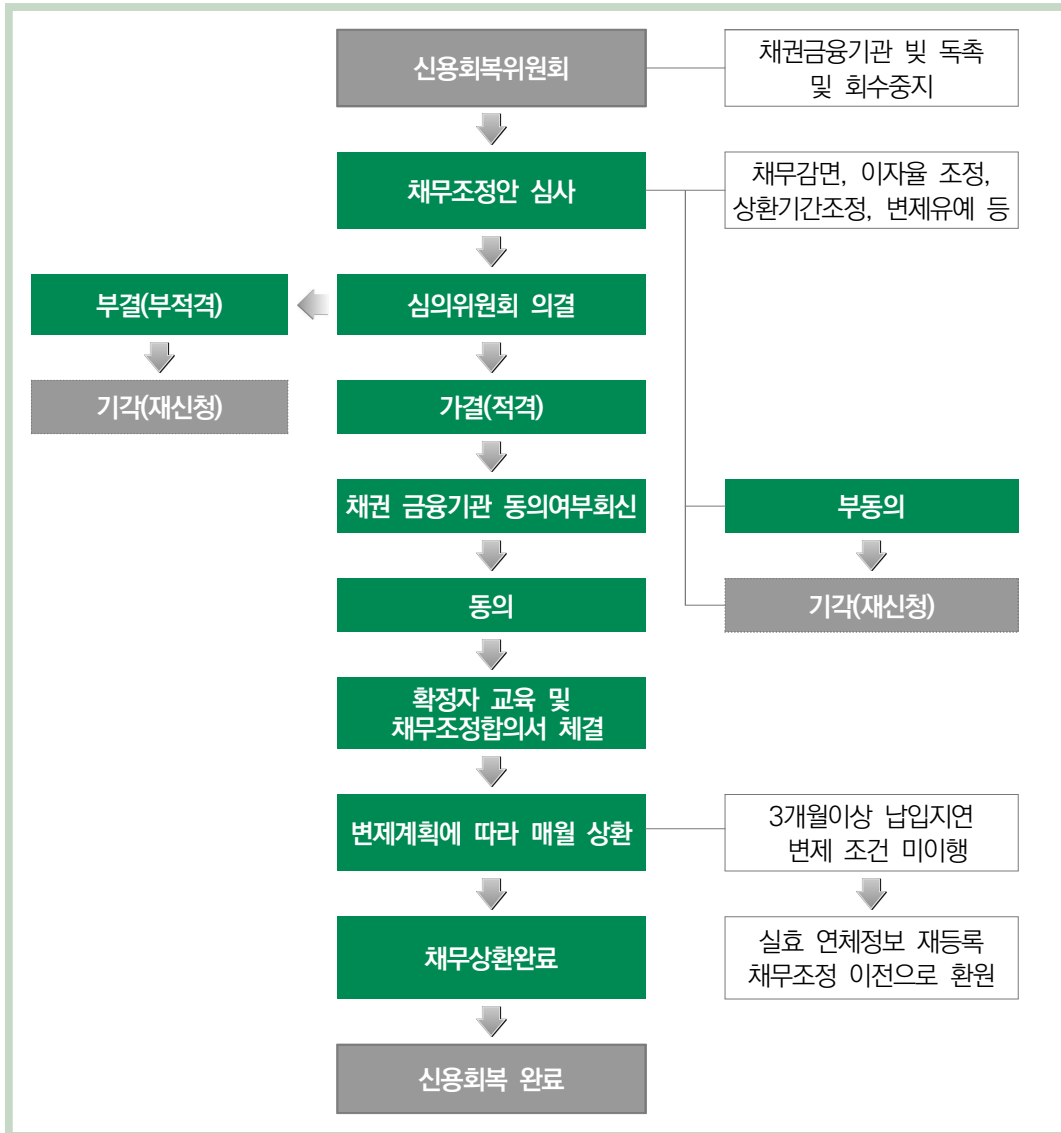 신용회복위원회
채권금융기관 빚 독촉
및 회수중지
채무조정안 심사
채무감면, 이자율 조정,
상환기간조정, 변제유예 등
부결(부적격)
심의위원회 의결
기각(재신청)
가결(적격)
채권 금융기관 동의여부회신
부동의
동의
기각(재신청)
확정자 교육 및
채무조정합의서 체결
변제계획에 따라 매월 상환
3개월이상 납입지연
변제 조건 미이행
채무상환완료
실효 연체정보 재등록
채무조정 이전으로 환원
신용회복 완료